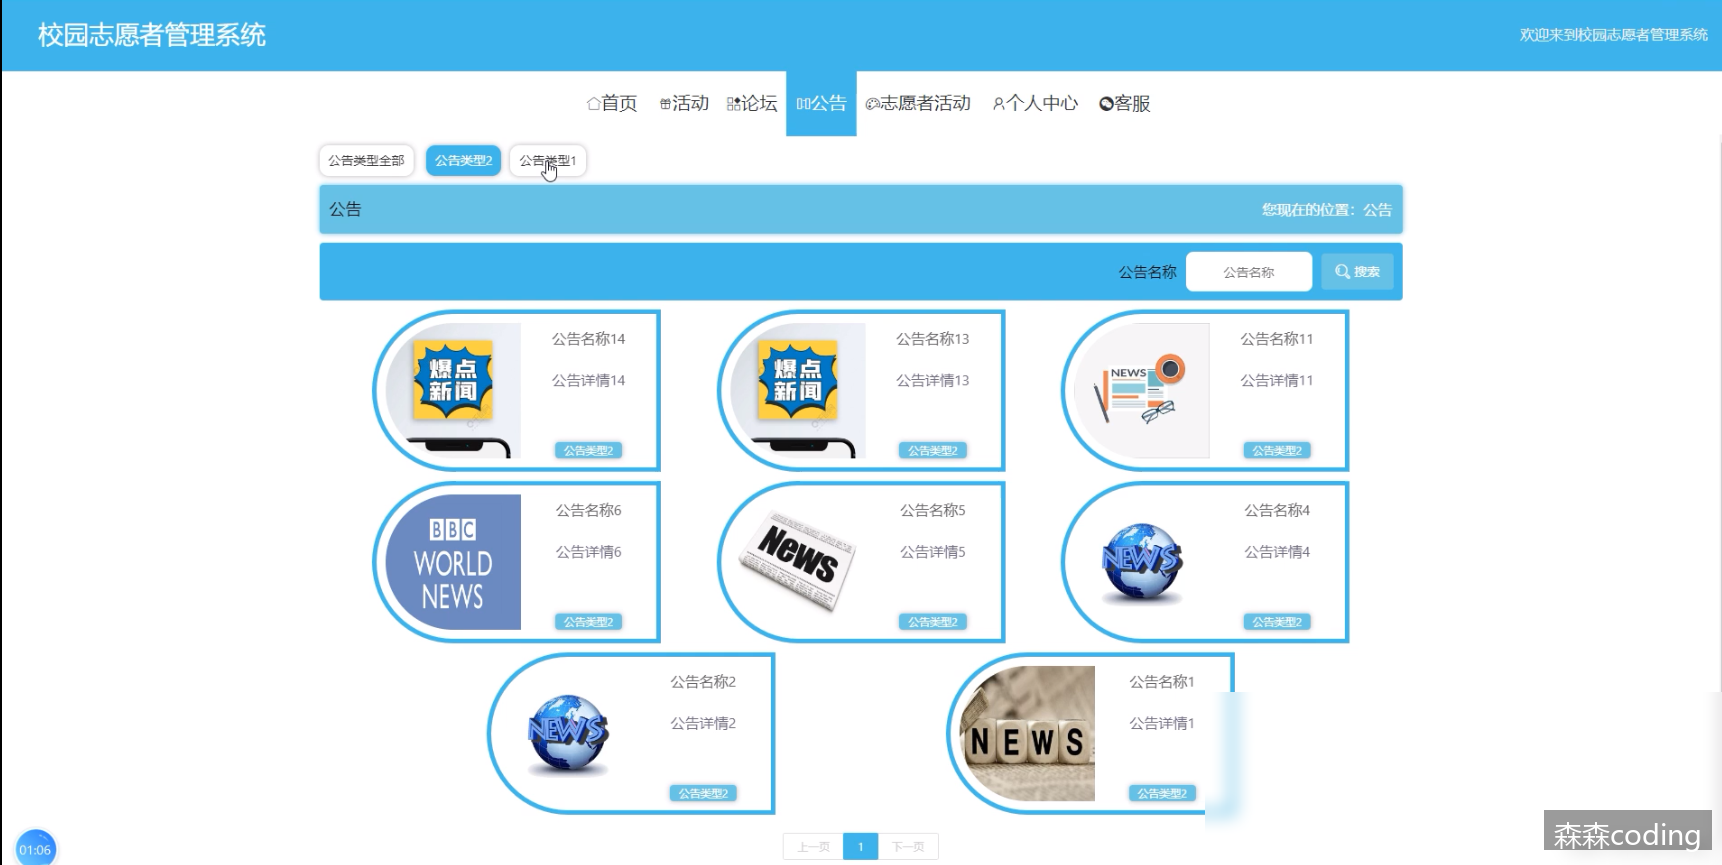 校园志愿者管理系统
欢迎来到校园志愿者管理系统
首页 活动 论坛 公告 志愿者活动 个人中心 客服
公告类型全部 公告类型2 公告类型1
公告
您现在的位置：公告
公告名称 公告名称 搜索
爆点
新闻
公告名称14
公告详情14
公告类型2
爆点
新闻
公告名称13
公告详情13
公告类型2
NEWS
公告名称11
公告详情11
公告类型2
BBC
WORLD
NEWS
公告名称6
公告详情6
公告类型2
News
公告名称5
公告详情5
公告类型2
NEWS
公告名称4
公告详情4
公告类型2
NEWS
公告名称2
公告详情2
公告类型2
NEWS
公告名称1
公告详情1
公告类型2
上一页 1 下一页
01:06
森森coding